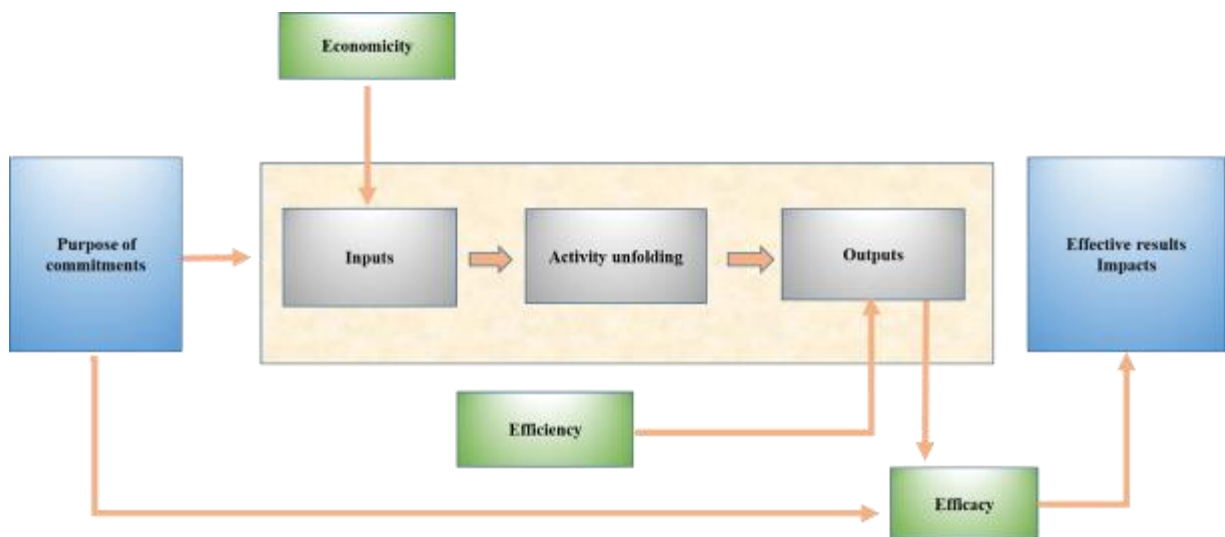 Economicity
Purpose of
commitments
Inputs
Activity unfolding
Outputs
Effective results
Impacts
Efficiency
Efficacy